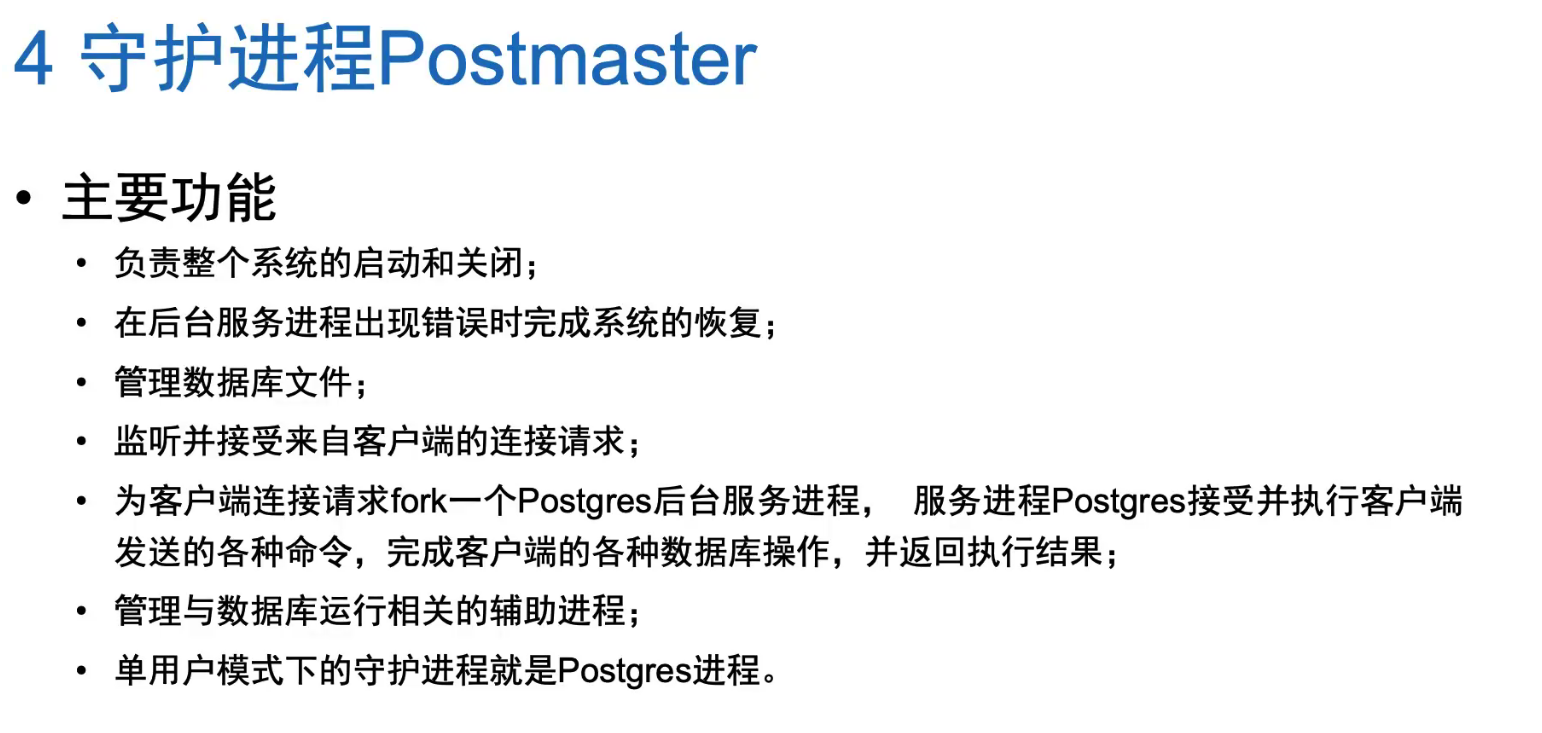 4 守护进程Postmaster
• 主要功能
• 负责整个系统的启动和关闭；
• 在后台服务进程出现错误时完成系统的恢复；
• 管理数据库文件；
• 监听并接受来自客户端的连接请求；
• 为客户端连接请求fork一个Postgres后台服务进程， 服务进程Postgres接受并执行客户端
发送的各种命令，完成客户端的各种数据库操作，并返回执行结果；
• 管理与数据库运行相关的辅助进程；
• 单用户模式下的守护进程就是Postgres进程。